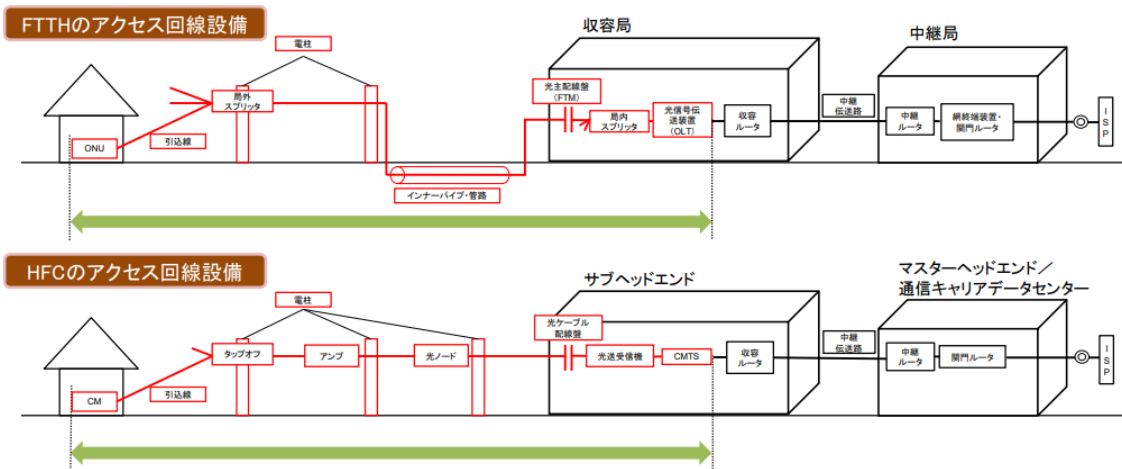 FTTHのアクセス回線設備
収容局
中継局
電柱
局外
スプリッタ
光主配線盤
(FTM)
局内
スプリッタ
光信号伝
送装置
(OLT)
収容
ルータ
中継
伝送路
中継
ルータ
網終端装置・
関門ルータ
ISP
ONU
引込線
インナーパイプ・管路
HFCのアクセス回線設備
サブヘッドエンド
マスターヘッドエンド/
通信キャリアデータセンター
電柱
光ケーブル
配線盤
タップオフ
アンプ
光ノード
光送受信機
CMTS
収容
ルータ
中継
伝送路
中継
ルータ
関門ルータ
ISP
CM
引込線